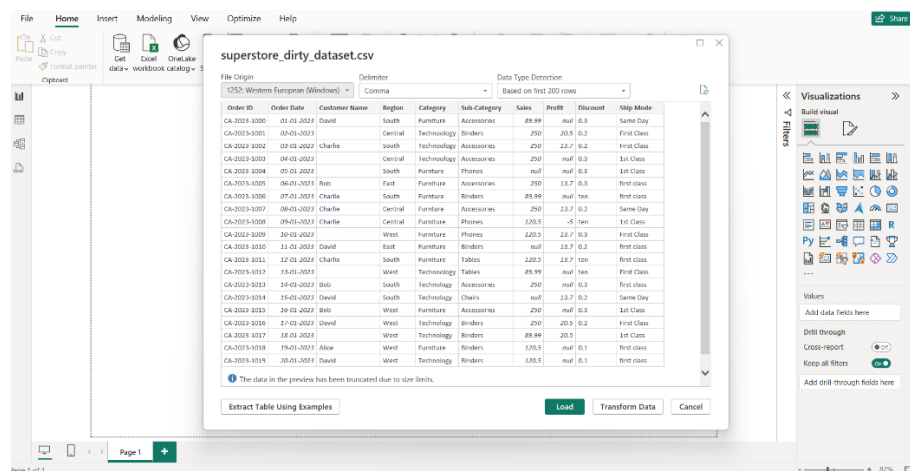 File Home Insert Modeling View Optimize Help Share
Cut
Copy
Format painter
Paste
Clipboard
Get data
Excel workbook
OneLake catalog
superstore_dirty_dataset.csv
File Origin Delimiter Data Type Detection
1252: Western European (Windows) Comma Based on first 200 rows
Order ID Order Date Customer Name Region Category Sub-Category Sales Profit Discount Ship Mode
CA-2023-1000 01-01-2023 David South Furniture Accessories 89.99 null 0.3 Same Day
CA-2023-1001 02-01-2023 Central Technology Binders 250 20.5 0.2 First Class
CA-2023-1002 03-01-2023 Charlie South Technology Accessories 250 13.7 0.2 First Class
CA-2023-1003 04-01-2023 Central Technology Accessories 250 null 0.3 1st Class
CA-2023-1004 05-01-2023 South Furniture Phones null null 0.3 1st Class
CA-2023-1005 06-01-2023 Bob East Furniture Accessories 250 13.7 0.3 first class
CA-2023-1006 07-01-2023 Charlie South Furniture Binders 89.99 null ten first class
CA-2023-1007 08-01-2023 Charlie Central Furniture Accessories 250 13.7 0.2 Same Day
CA-2023-1008 09-01-2023 Charlie Central Furniture Phones 120.5 -5 ten 1st Class
CA-2023-1009 10-01-2023 West Furniture Phones 120.5 13.7 0.3 First Class
CA-2023-1010 11-01-2023 David East Furniture Binders null 13.7 0.2 first class
CA-2023-1011 12-01-2023 Charlie South Furniture Tables 120.5 13.7 ten first class
CA-2023-1012 13-01-2023 West Technology Tables 89.99 null ten First Class
CA-2023-1013 14-01-2023 Bob South Technology Accessories 250 null 0.3 first class
CA-2023-1014 15-01-2023 David South Technology Chairs null 13.7 0.2 Same Day
CA-2023-1015 16-01-2023 Bob West Furniture Accessories 250 null 0.3 1st Class
CA-2023-1016 17-01-2023 David West Technology Binders 250 20.5 0.2 First Class
CA-2023-1017 18-01-2023 West Technology Binders 89.99 20.5 1st Class
CA-2023-1018 19-01-2023 Alice West Furniture Binders 120.5 null 0.1 first class
CA-2023-1019 20-01-2023 David West Technology Binders 120.5 null 0.1 first class
The data in the preview has been truncated due to size limits.
Extract Table Using Examples Load Transform Data Cancel
Filters
Visualizations
Build visual
R
Py
Values
Add data fields here
Drill through
Cross-report Off
Keep all filters On
Add drill-through fields here
Page 1
Page 1 of 1